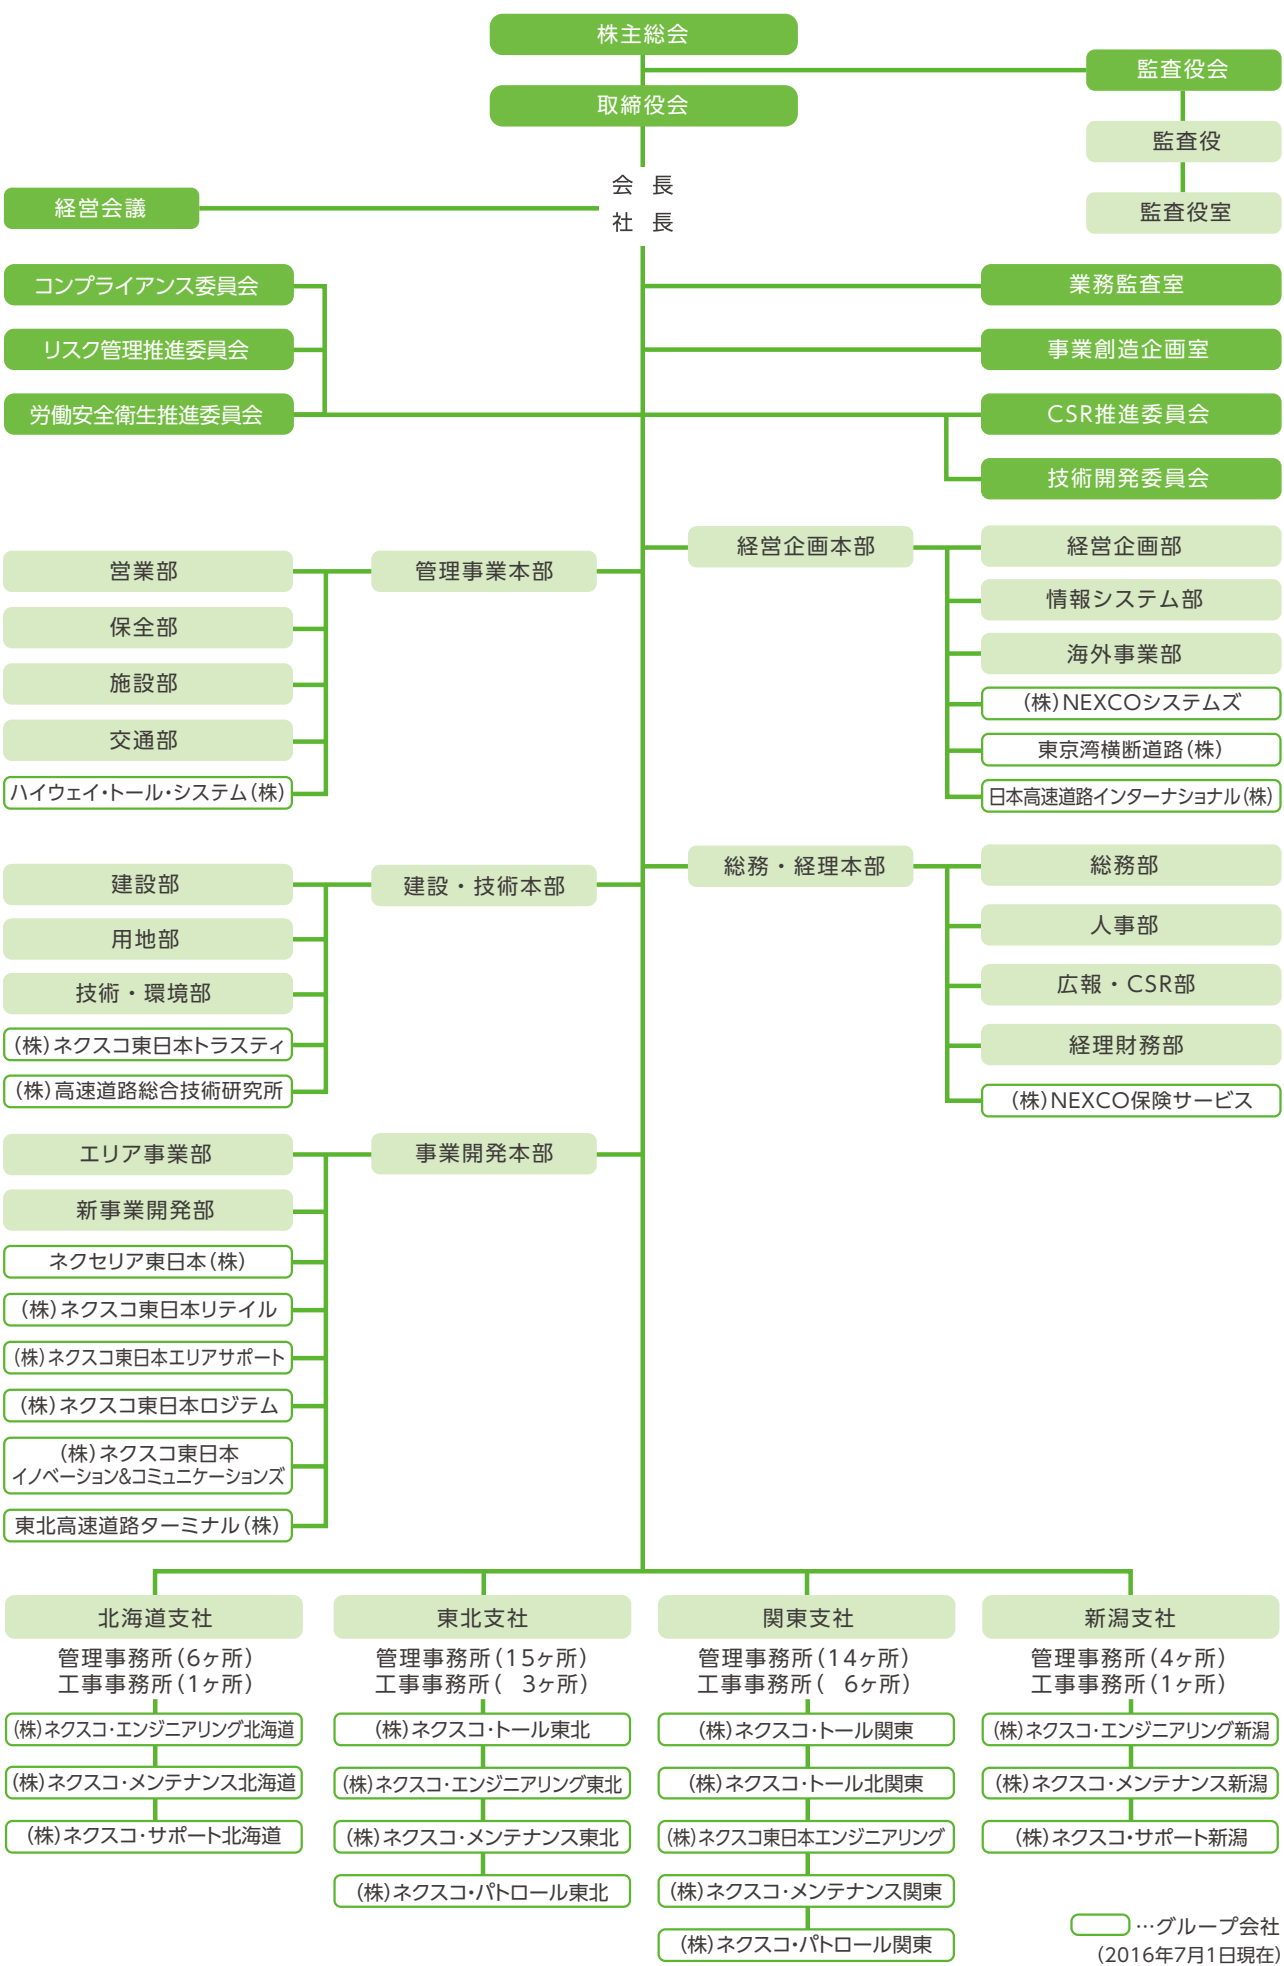 株主総会
監査役会
取締役会
監査役
会　長
経営会議
社　長
監査役室
コンプライアンス委員会
業務監査室
リスク管理推進委員会
事業創造企画室
労働安全衛生推進委員会
CSR推進委員会
技術開発委員会
管理事業本部
営業部
保全部
施設部
交通部
ハイウェイ・トール・システム（株）
経営企画本部
経営企画部
情報システム部
海外事業部
（株）NEXCOシステムズ
東京湾横断道路（株）
日本高速道路インターナショナル（株）
建設・技術本部
建設部
用地部
技術・環境部
（株）ネクスコ東日本トラスティ
（株）高速道路総合技術研究所
総務・経理本部
総務部
人事部
広報・CSR部
経理財務部
（株）NEXCO保険サービス
事業開発本部
エリア事業部
新事業開発部
ネクセリア東日本（株）
（株）ネクスコ東日本リテイル
（株）ネクスコ東日本エリアサポート
（株）ネクスコ東日本ロジテム
（株）ネクスコ東日本
イノベーション&コミュニケーションズ
東北高速道路ターミナル（株）
北海道支社
管理事務所（6ヶ所）
工事事務所（1ヶ所）
（株）ネクスコ・エンジニアリング北海道
（株）ネクスコ・メンテナンス北海道
（株）ネクスコ・サポート北海道
東北支社
管理事務所（15ヶ所）
工事事務所（　3ヶ所）
（株）ネクスコ・トール東北
（株）ネクスコ・エンジニアリング東北
（株）ネクスコ・メンテナンス東北
（株）ネクスコ・パトロール東北
関東支社
管理事務所（14ヶ所）
工事事務所（　6ヶ所）
（株）ネクスコ・トール関東
（株）ネクスコ・トール北関東
（株）ネクスコ東日本エンジニアリング
（株）ネクスコ・メンテナンス関東
（株）ネクスコ・パトロール関東
新潟支社
管理事務所（4ヶ所）
工事事務所（1ヶ所）
（株）ネクスコ・エンジニアリング新潟
（株）ネクスコ・メンテナンス新潟
（株）ネクスコ・サポート新潟
…グループ会社
（2016年7月1日現在）